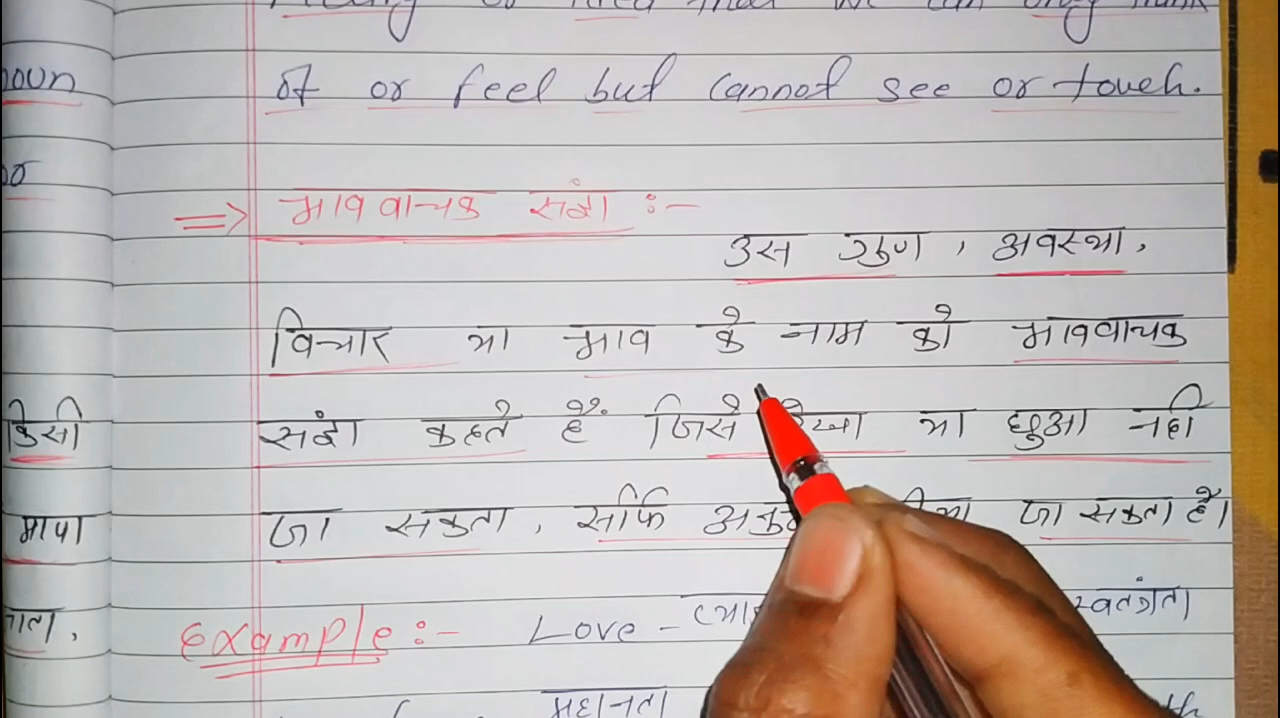 noun
of or feel but cannot see or touch.
⇒ भाववाचक संज्ञा :-
उस गुण, अवस्था,
विचार या भाव के नाम को भाववाचक
किसी
संज्ञा कहते हैं जिसे देखा या छुआ नही
मापा
जा सकता, सिर्फ जा सकता है।
Example :- Love - स्वतंत्रता
महानता